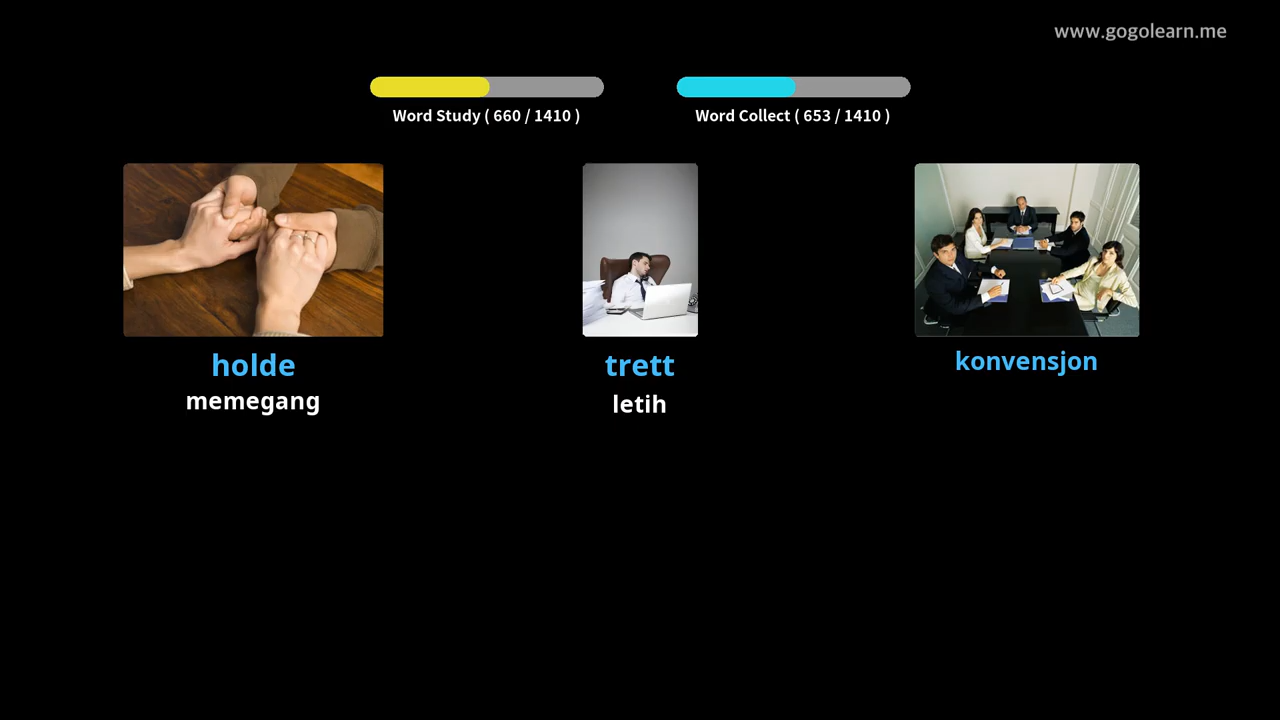 www.gogolearn.me
Word Study ( 660 / 1410 )
Word Collect ( 653 / 1410 )
holde
memegang
trett
letih
konvensjon